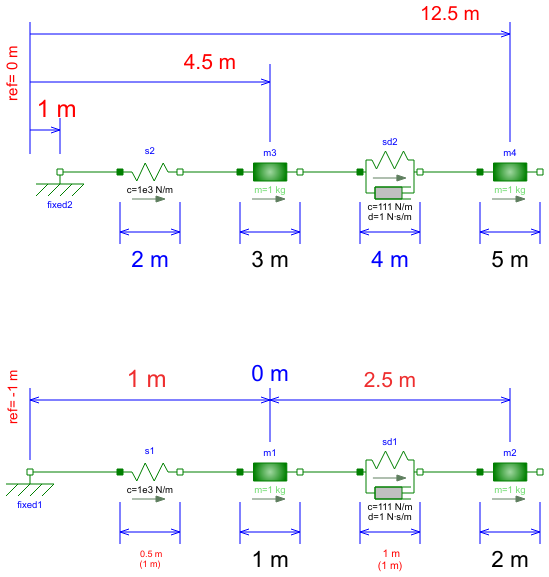 12.5 m
ref= 0 m
4.5 m
1 m
s2
m3
sd2
m4
c=1e3 N/m
m=1 kg
c=111 N/m
d=1 N·s/m
m=1 kg
fixed2
2 m
3 m
4 m
5 m
ref= -1 m
1 m
0 m
2.5 m
s1
m1
sd1
m2
c=1e3 N/m
m=1 kg
c=111 N/m
d=1 N·s/m
m=1 kg
fixed1
0.5 m
(1 m)
1 m
1 m
(1 m)
2 m